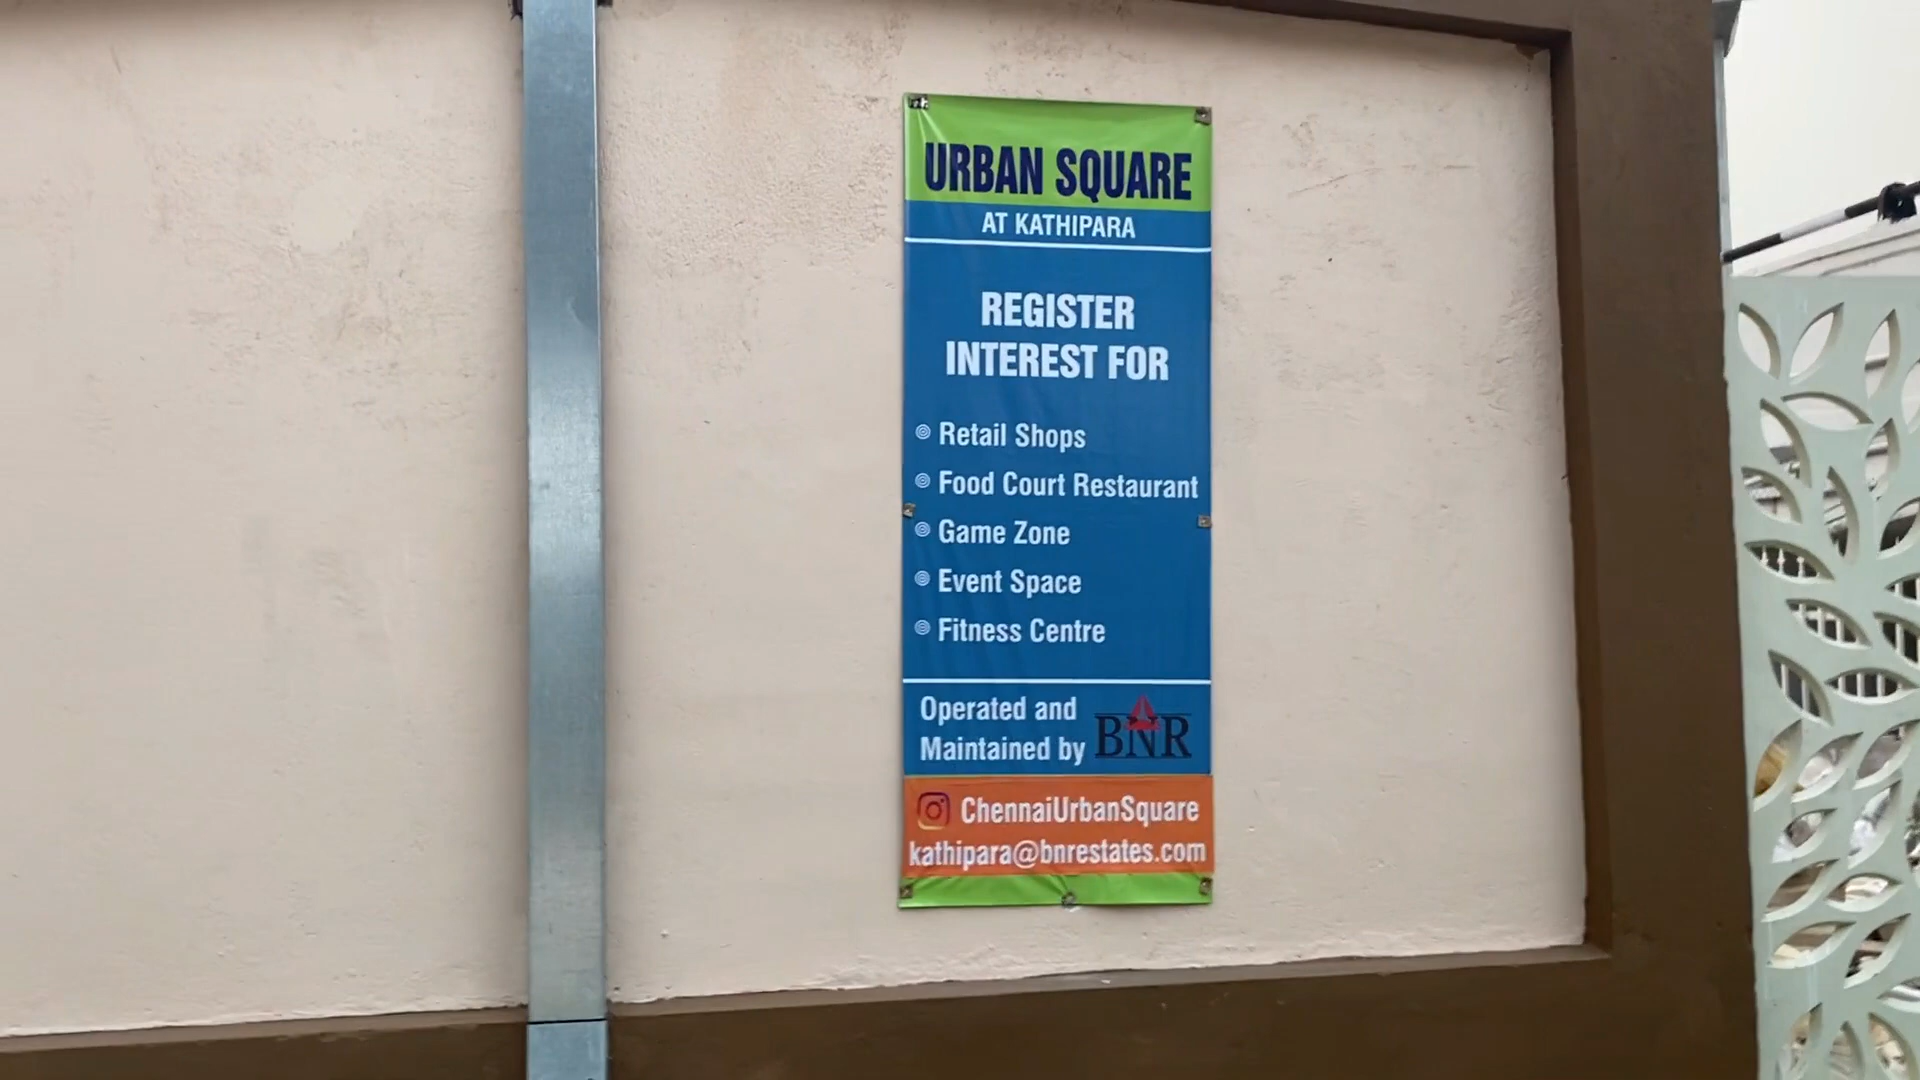 URBAN SQUARE
AT KATHIPARA
REGISTER
INTEREST FOR
Retail Shops
Food Court Restaurant
Game Zone
Event Space
Fitness Centre
Operated and
Maintained by BNR
ChennaiUrbanSquare
kathipara@bnrestates.com